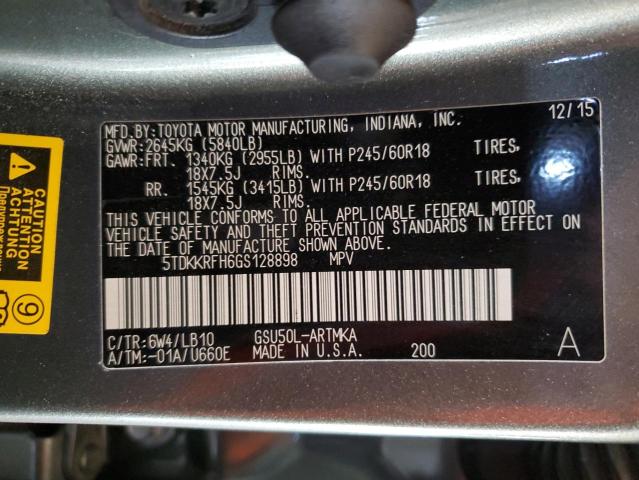 MFD.BY:TOYOTA MOTOR MANUFACTURING, INDIANA, INC. 12/15
GVWR:2645KG (5840LB)
GAWR:FRT. 1340KG (2955LB) WITH P245/60R18 TIRES,
18X7.5J RIMS.
RR. 1545KG (3415LB) WITH P245/60R18 TIRES,
18X7.5J RIMS.
THIS VEHICLE CONFORMS TO ALL APPLICABLE FEDERAL MOTOR
VEHICLE SAFETY AND THEFT PREVENTION STANDARDS IN EFFECT ON
THE DATE OF MANUFACTURE SHOWN ABOVE.
5TDKKRFH6GS128898 MPV
C/TR:6W4/LB10 GSU50L-ARTMKA
A/TM:-01A/U660E MADE IN U.S.A. 200 A
CAUTION
ATTENTION
ACHTUNG
9